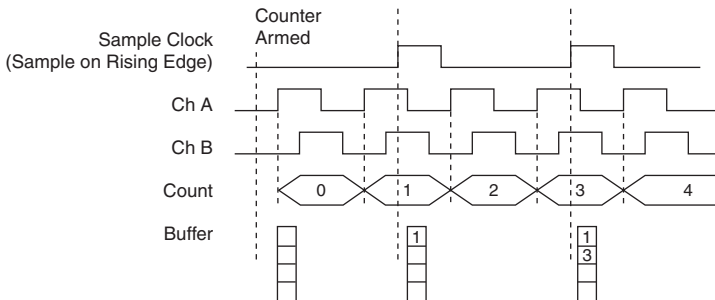 Counter
Armed
Sample Clock
(Sample on Rising Edge)
Ch A
Ch B
Count
0 1 2 3 4
Buffer
1 1
3